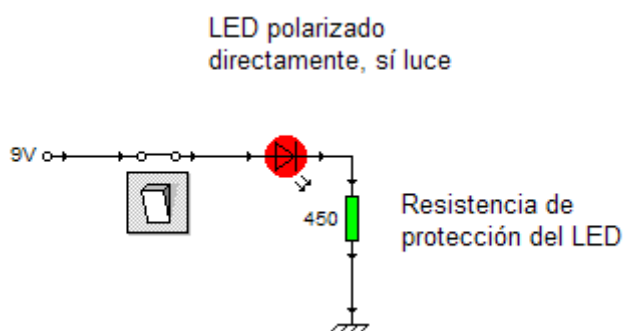 LED polarizado
directamente, sí luce
9V
450
Resistencia de
protección del LED